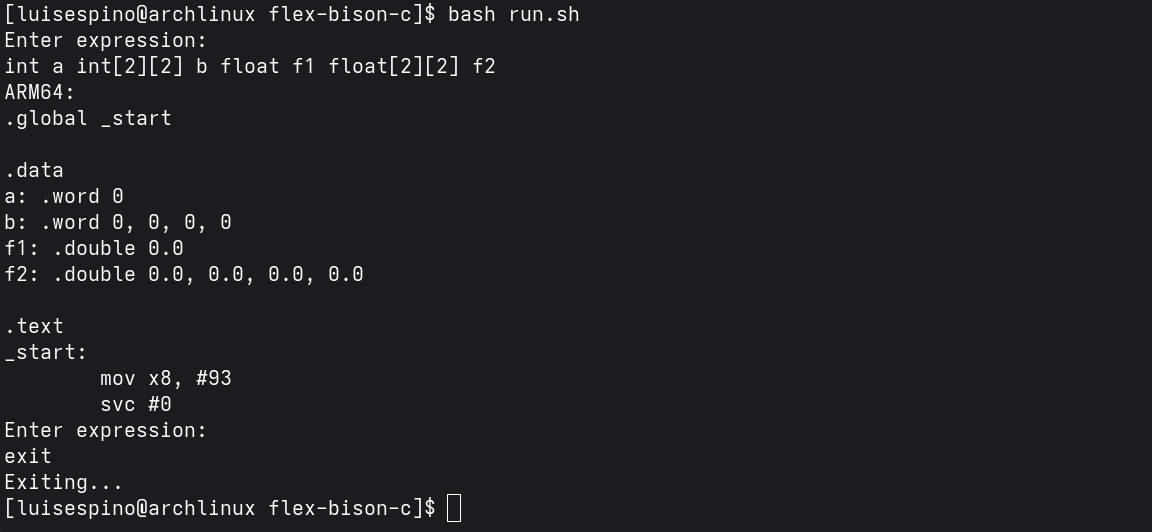 [luisespino@archlinux flex-bison-c]$ bash run.sh
Enter expression:
int a int[2][2] b float f1 float[2][2] f2
ARM64:
.global _start
.data
a: .word 0
b: .word 0, 0, 0, 0
f1: .double 0.0
f2: .double 0.0, 0.0, 0.0, 0.0
.text
_start:
        mov x8, #93
        svc #0
Enter expression:
exit
Exiting...
[luisespino@archlinux flex-bison-c]$